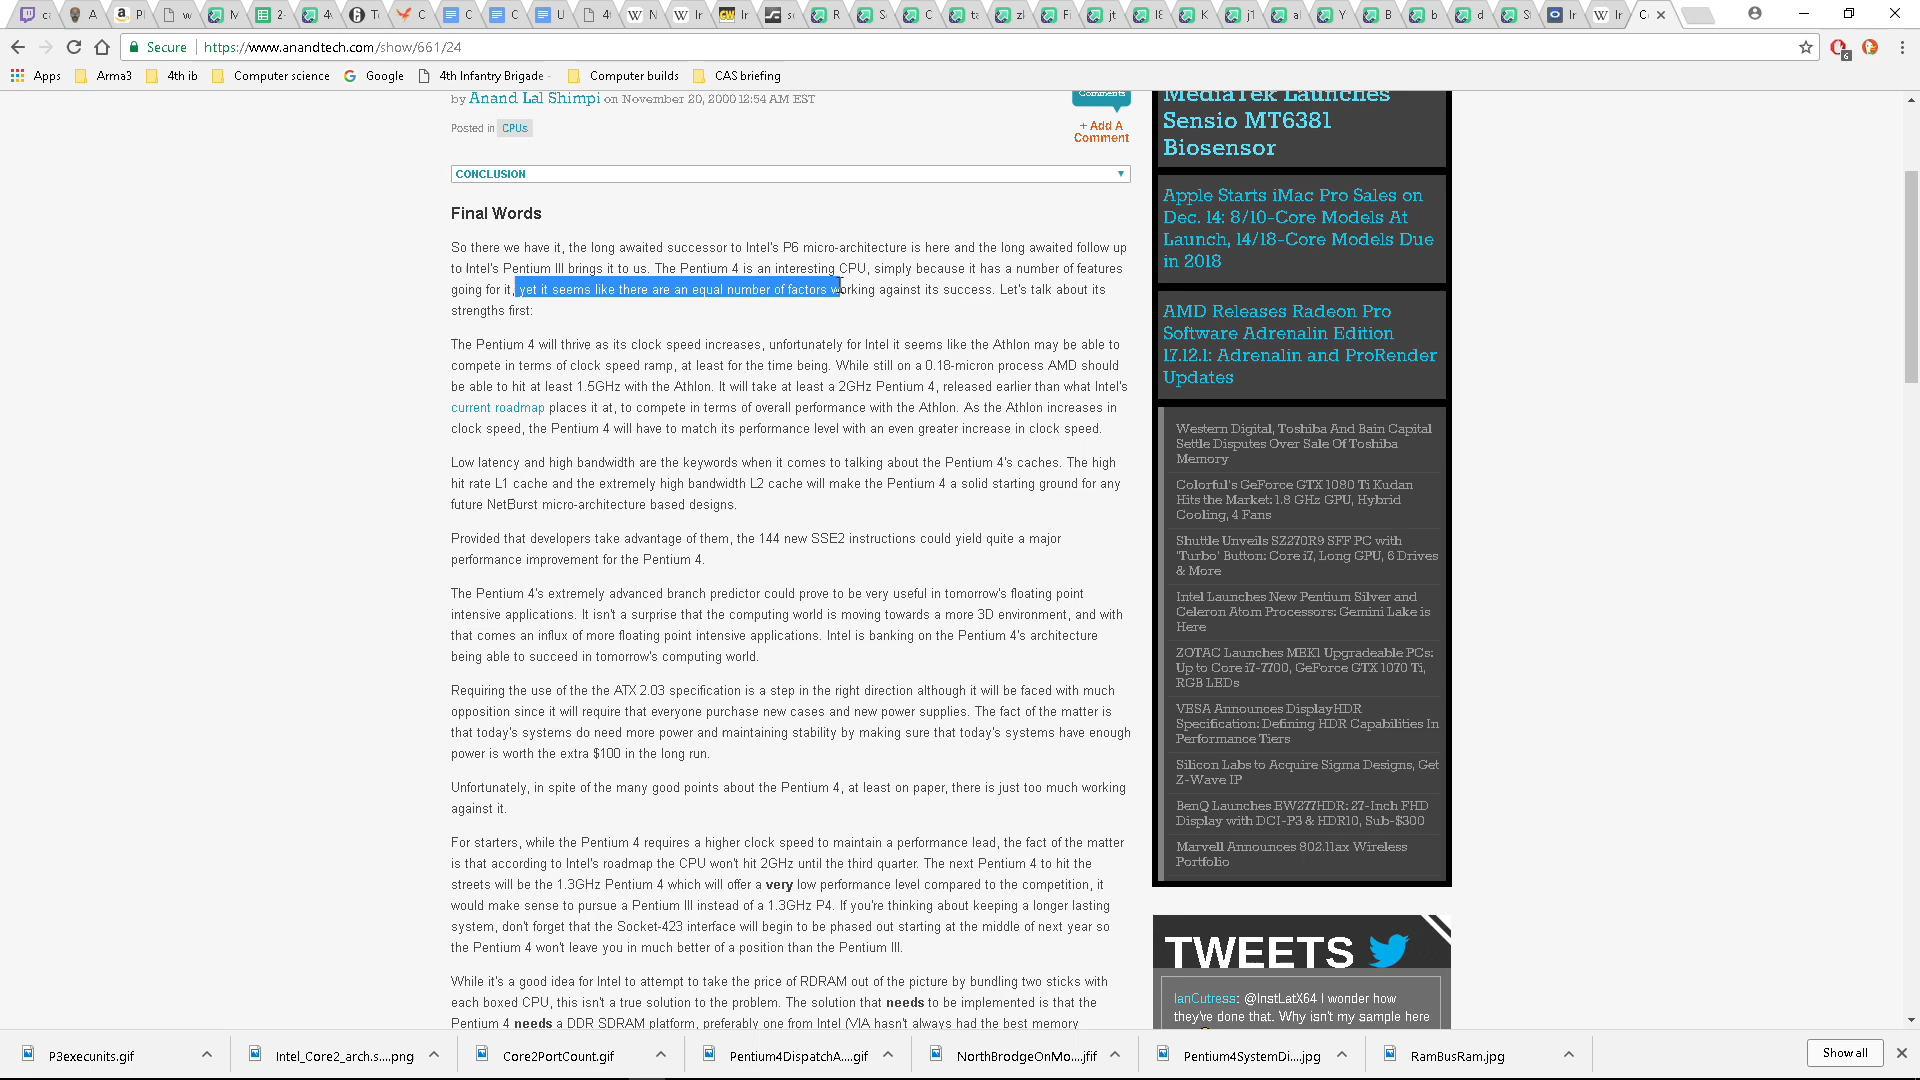 Secure https://www.anandtech.com/show/661/24
Apps Arma3 4th ib Computer science Google 4th Infantry Brigade - Computer builds CAS briefing
by Anand Lal Shimpi on November 20, 2000 12:54 AM EST
Comments
+ Add A
Comment
Posted in CPUs
CONCLUSION
Final Words
So there we have it, the long awaited successor to Intel's P6 micro-architecture is here and the long awaited follow up
to Intel's Pentium III brings it to us. The Pentium 4 is an interesting CPU, simply because it has a number of features
going for it, yet it seems like there are an equal number of factors working against its success. Let's talk about its
strengths first:
The Pentium 4 will thrive as its clock speed increases, unfortunately for Intel it seems like the Athlon may be able to
compete in terms of clock speed ramp, at least for the time being. While still on a 0.18-micron process AMD should
be able to hit at least 1.5GHz with the Athlon. It will take at least a 2GHz Pentium 4, released earlier than what Intel's
current roadmap places it at, to compete in terms of overall performance with the Athlon. As the Athlon increases in
clock speed, the Pentium 4 will have to match its performance level with an even greater increase in clock speed.
Low latency and high bandwidth are the keywords when it comes to talking about the Pentium 4's caches. The high
hit rate L1 cache and the extremely high bandwidth L2 cache will make the Pentium 4 a solid starting ground for any
future NetBurst micro-architecture based designs.
Provided that developers take advantage of them, the 144 new SSE2 instructions could yield quite a major
performance improvement for the Pentium 4.
The Pentium 4's extremely advanced branch predictor could prove to be very useful in tomorrow's floating point
intensive applications. It isn't a surprise that the computing world is moving towards a more 3D environment, and with
that comes an influx of more floating point intensive applications. Intel is banking on the Pentium 4's architecture
being able to succeed in tomorrow's computing world.
Requiring the use of the the ATX 2.03 specification is a step in the right direction although it will be faced with much
opposition since it will require that everyone purchase new cases and new power supplies. The fact of the matter is
that today's systems do need more power and maintaining stability by making sure that today's systems have enough
power is worth the extra $100 in the long run.
Unfortunately, in spite of the many good points about the Pentium 4, at least on paper, there is just too much working
against it.
For starters, while the Pentium 4 requires a higher clock speed to maintain a performance lead, the fact of the matter
is that according to Intel's roadmap the CPU won't hit 2GHz until the third quarter. The next Pentium 4 to hit the
streets will be the 1.3GHz Pentium 4 which will offer a very low performance level compared to the competition, it
would make sense to pursue a Pentium III instead of a 1.3GHz P4. If you're thinking about keeping a longer lasting
system, don't forget that the Socket-423 interface will begin to be phased out starting at the middle of next year so
the Pentium 4 won't leave you in much better of a position than the Pentium III.
While it's a good idea for Intel to attempt to take the price of RDRAM out of the picture by bundling two sticks with
each boxed CPU, this isn't a true solution to the problem. The solution that needs to be implemented is that the
Pentium 4 needs a DDR SDRAM platform, preferably one from Intel (VIA hasn't always had the best memory
MediaTek Launches
Sensio MT6381
Biosensor
Apple Starts iMac Pro Sales on
Dec. 14: 8/10-Core Models At
Launch, 14/18-Core Models Due
in 2018
AMD Releases Radeon Pro
Software Adrenalin Edition
17.12.1: Adrenalin and ProRender
Updates
Western Digital, Toshiba And Bain Capital
Settle Disputes Over Sale Of Toshiba
Memory
Colorful's GeForce GTX 1080 Ti Kudan
Hits the Market: 1.8 GHz GPU, Hybrid
Cooling, 4 Fans
Shuttle Unveils SZ270R9 SFF PC with
'Turbo' Button: Core i7, Long GPU, 6 Drives
& More
Intel Launches New Pentium Silver and
Celeron Atom Processors: Gemini Lake is
Here
ZOTAC Launches MEK1 Upgradeable PCs:
Up to Core i7-7700, GeForce GTX 1070 Ti,
RGB LEDs
VESA Announces DisplayHDR
Specification: Defining HDR Capabilities In
Performance Tiers
Silicon Labs to Acquire Sigma Designs, Get
Z-Wave IP
BenQ Launches EW277HDR: 27-Inch FHD
Display with DCI-P3 & HDR10, Sub-$300
Marvell Announces 802.11ax Wireless
Portfolio
TWEETS
IanCutress: @InstLatX64 I wonder how
they've done that. Why isn't my sample here
P3execunits.gif Intel_Core2_arch.s....png Core2PortCount.gif Pentium4DispatchA....gif NorthBrodgeOnMo....jfif Pentium4SystemDi....jpg RamBusRam.jpg Show all